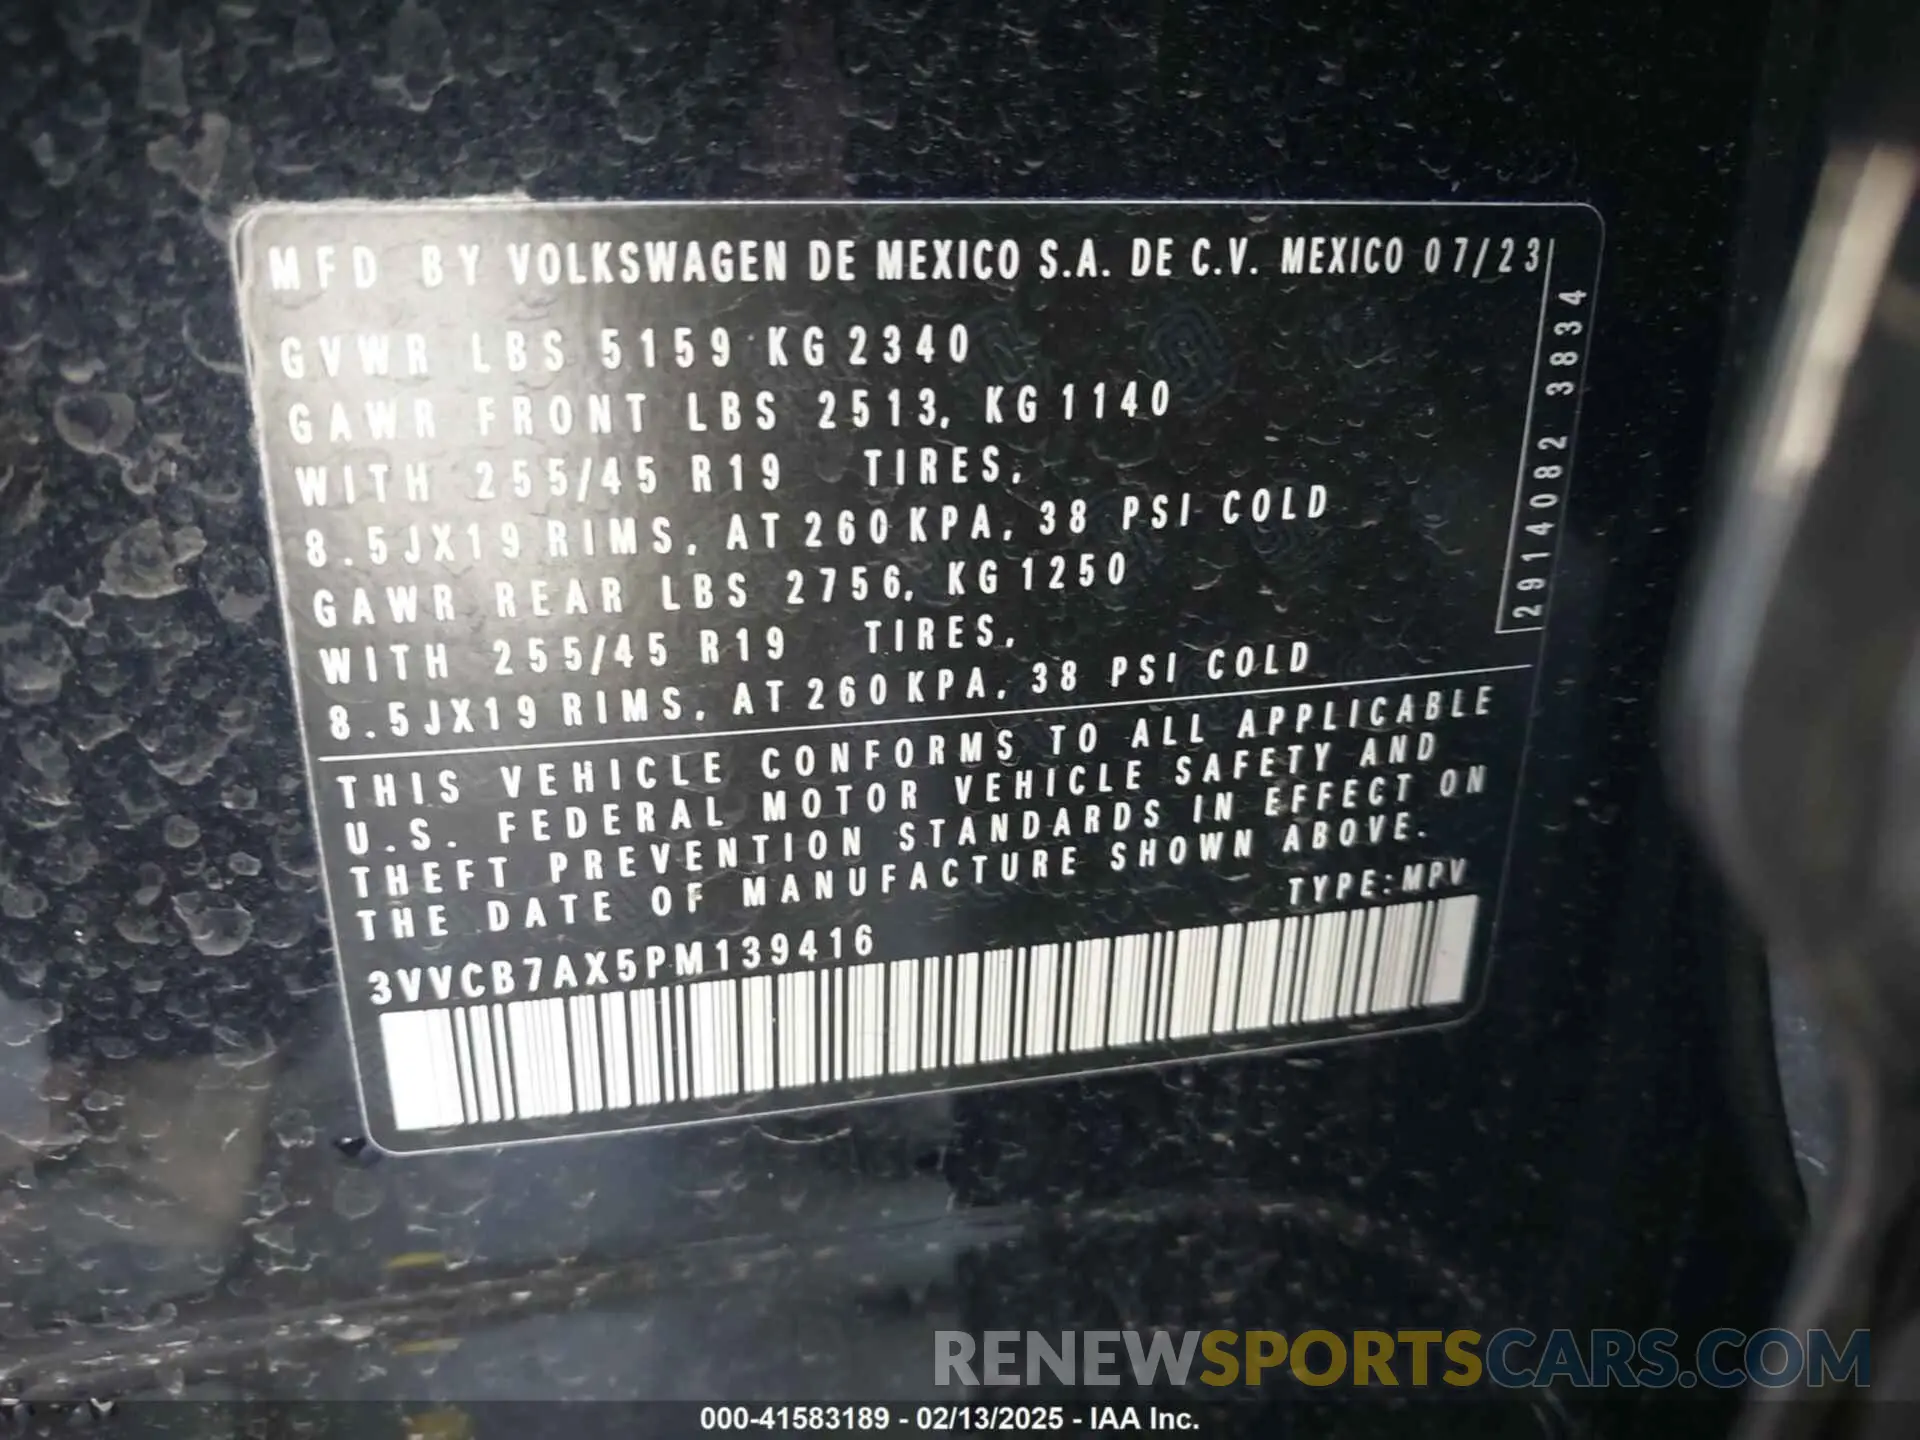 MFD BY VOLKSWAGEN DE MEXICO S.A. DE C.V. MEXICO 07/23
GVWR LBS 5159 KG 2340
GAWR FRONT LBS 2513, KG 1140
WITH 255/45 R19 TIRES,
8.5JX19 RIMS, AT 260 KPA, 38 PSI COLD
GAWR REAR LBS 2756, KG 1250
WITH 255/45 R19 TIRES,
8.5JX19 RIMS, AT 260 KPA, 38 PSI COLD
2914082 3834
THIS VEHICLE CONFORMS TO ALL APPLICABLE
U.S. FEDERAL MOTOR VEHICLE SAFETY AND
THEFT PREVENTION STANDARDS IN EFFECT ON
THE DATE OF MANUFACTURE SHOWN ABOVE.
TYPE:MPV
3VVCB7AX5PM139416
RENEWSPORTSCARS.COM
000-41583189 - 02/13/2025 - IAA Inc.